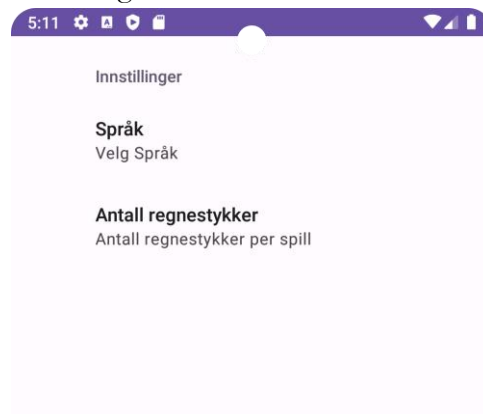 5:11
Innstillinger
Språk
Velg Språk
Antall regnestykker
Antall regnestykker per spill